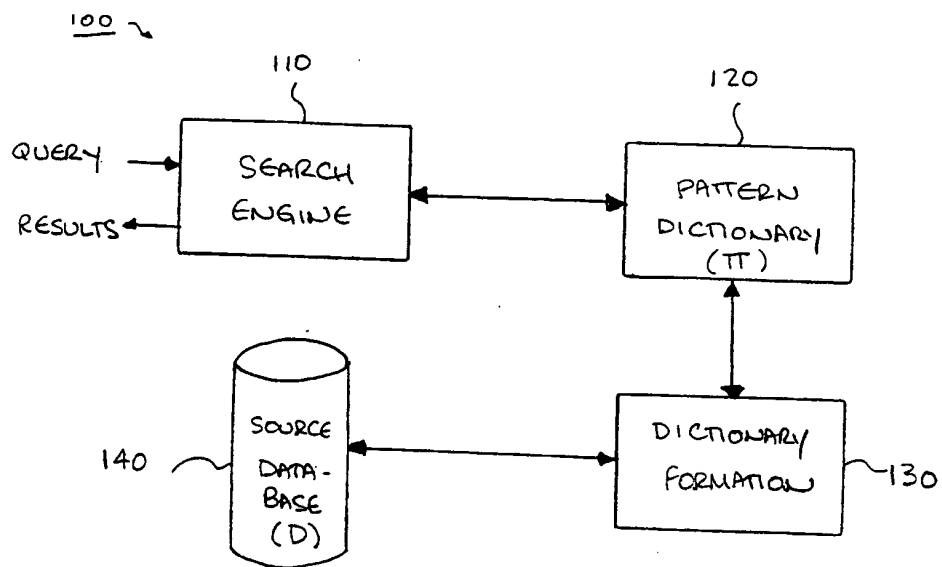 100
110
120
QUERY
RESULTS
SEARCH
ENGINE
PATTERN
DICTIONARY
(π)
140
SOURCE
DATA-
BASE
(D)
DICTIONARY
FORMATION
130